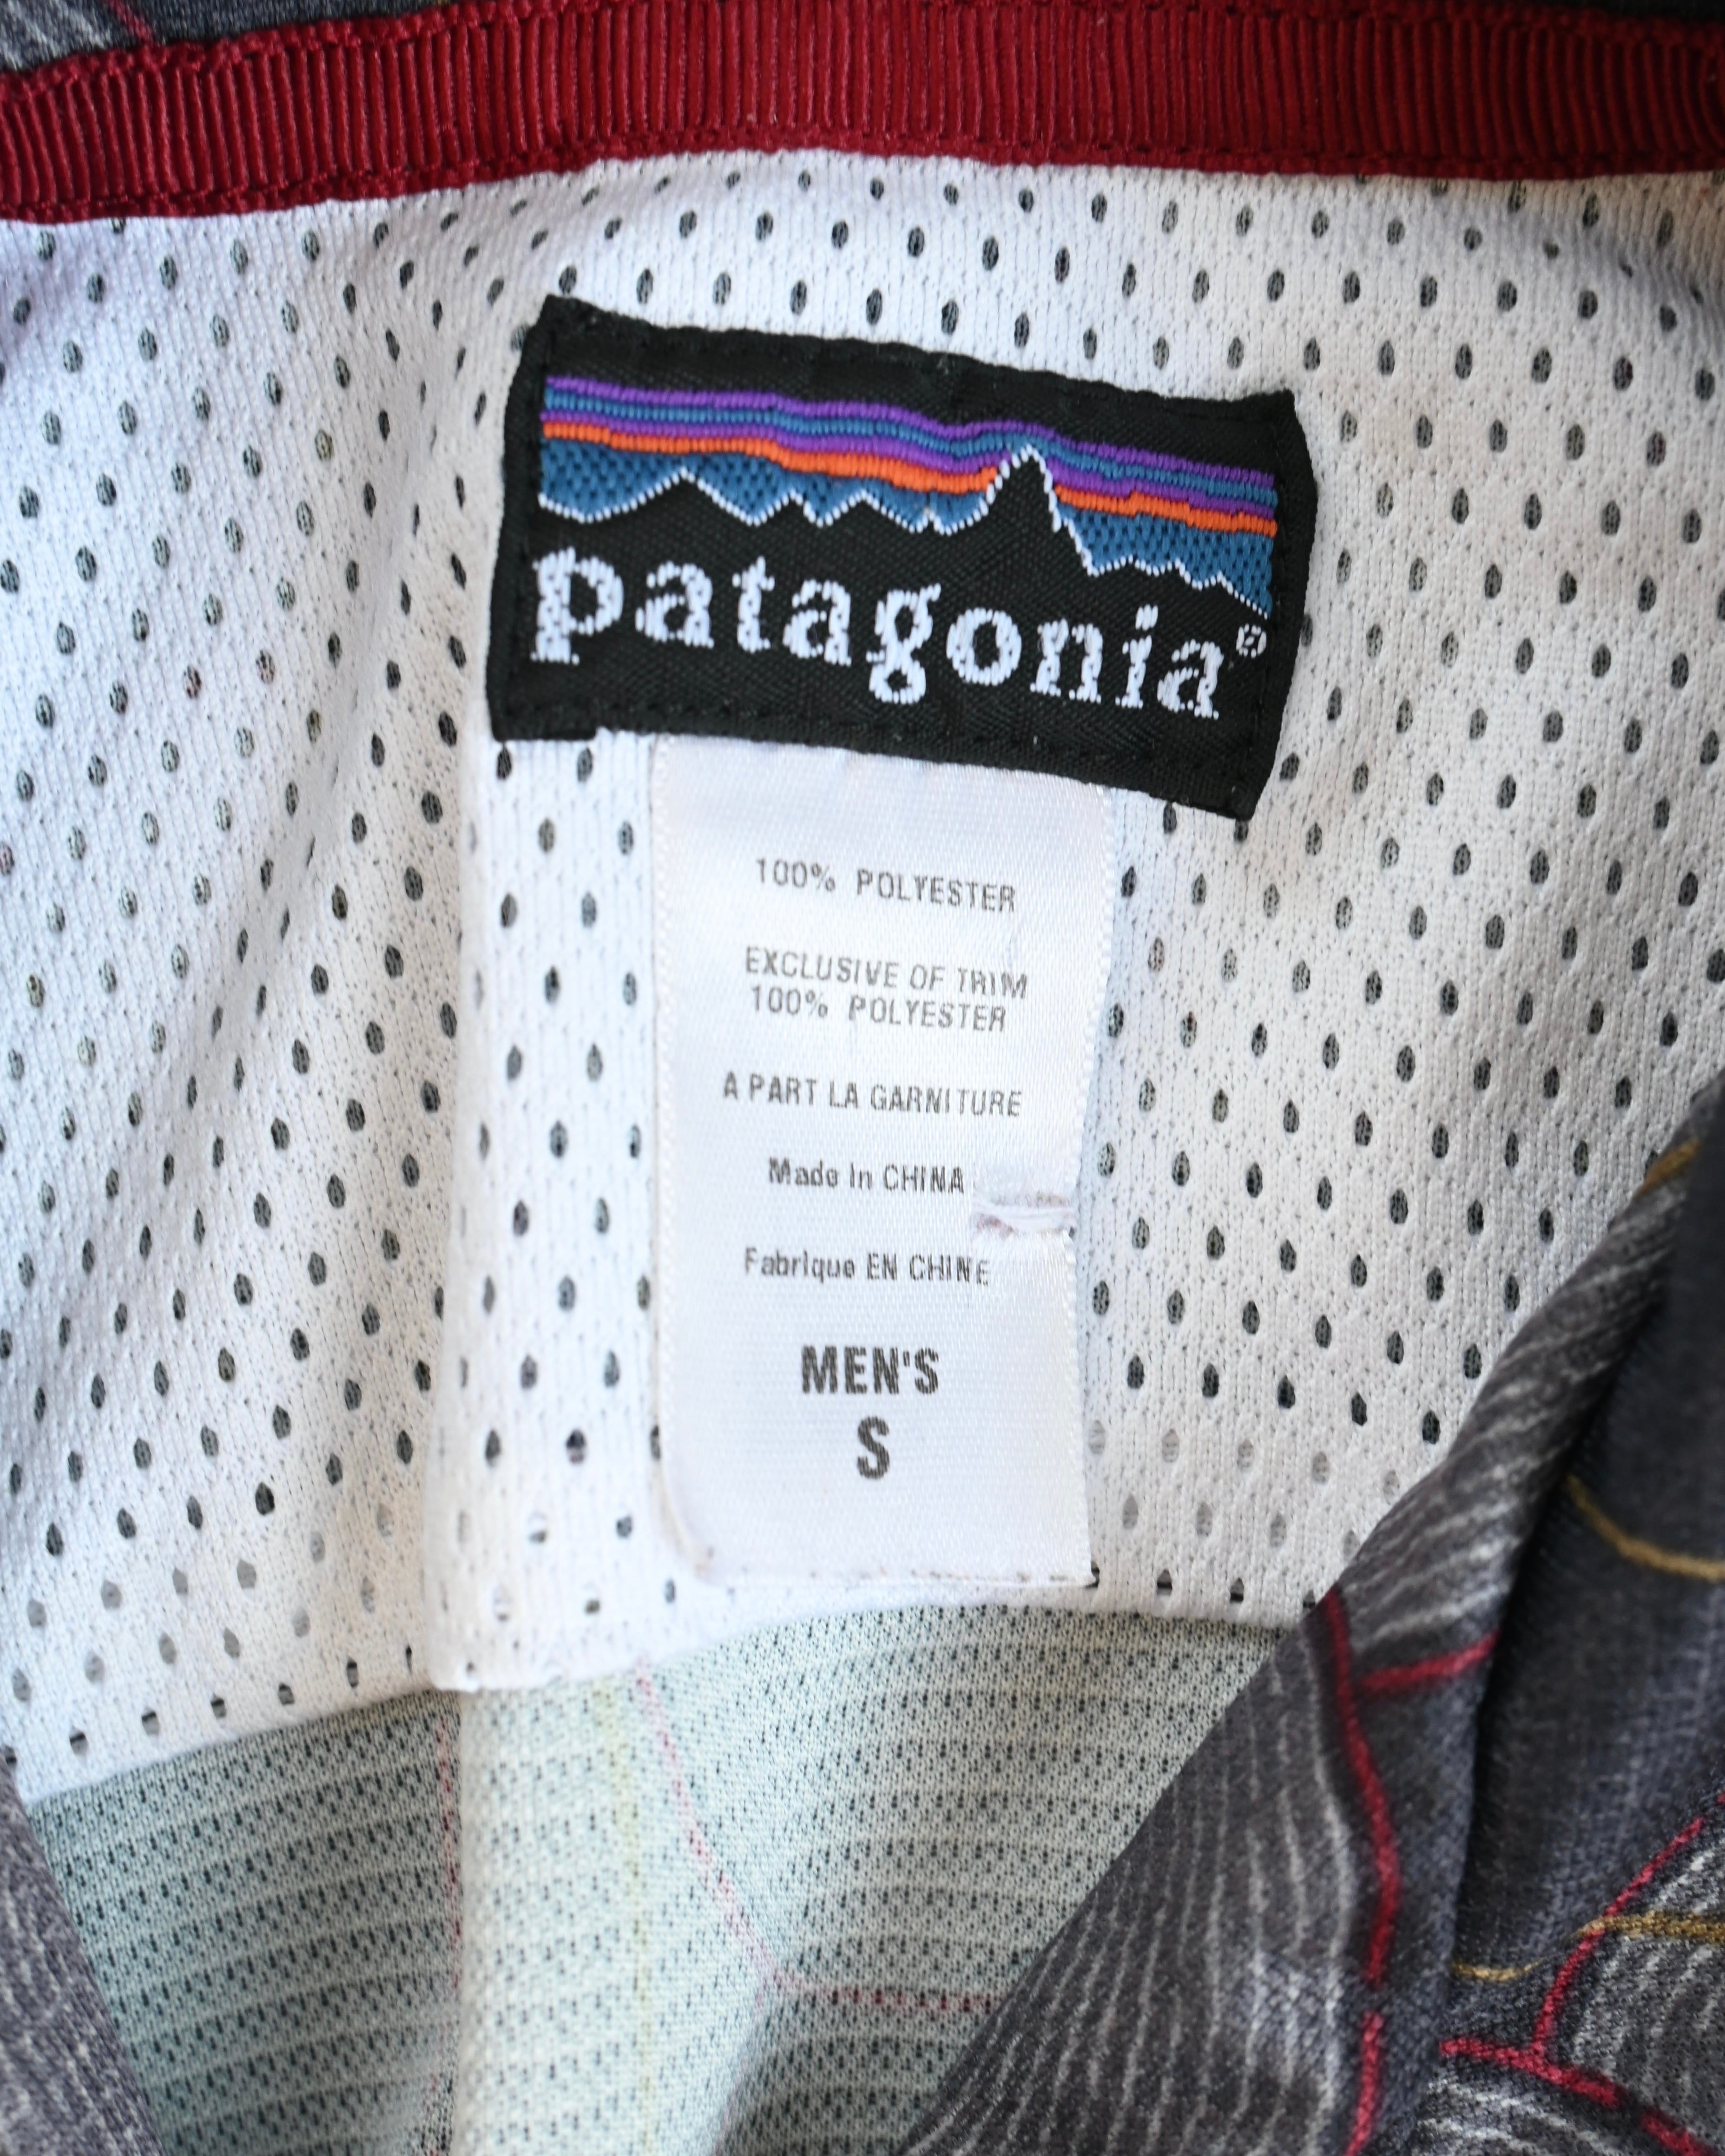 patagonia®
100% POLYESTER
EXCLUSIVE OF TRIM
100% POLYESTER
A PART LA GARNITURE
Made In CHINA
Fabrique EN CHINE
MEN'S
S